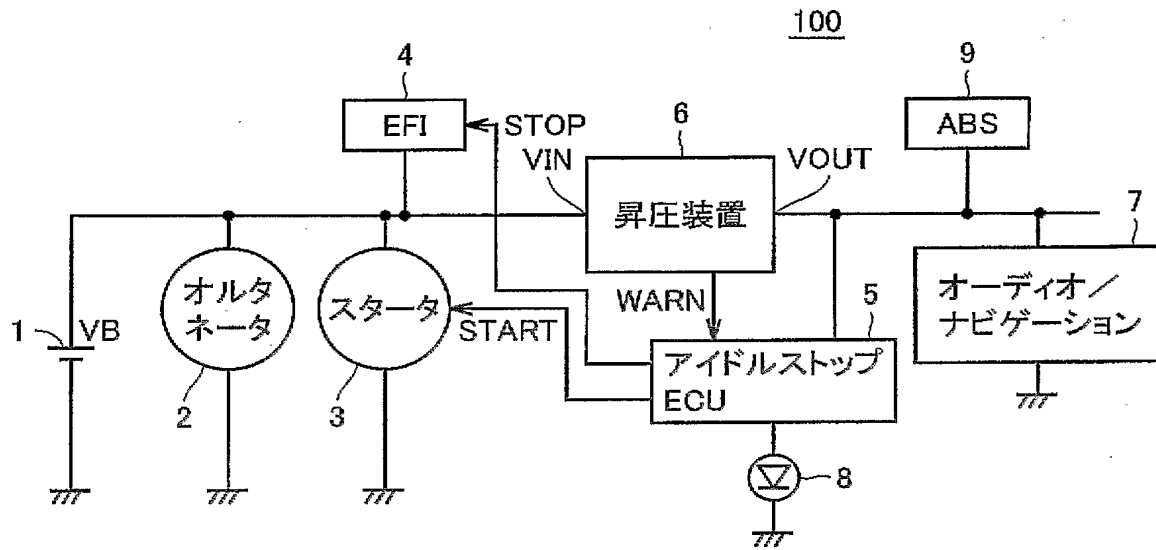 100
4
9
EFI
STOP
6
ABS
VIN
VOUT
7
昇圧装置
オルタ
ネータ
スタータ
WARN
5
オーディオ/
ナビゲーション
1
VB
START
アイドルストップ
ECU
2
3
8